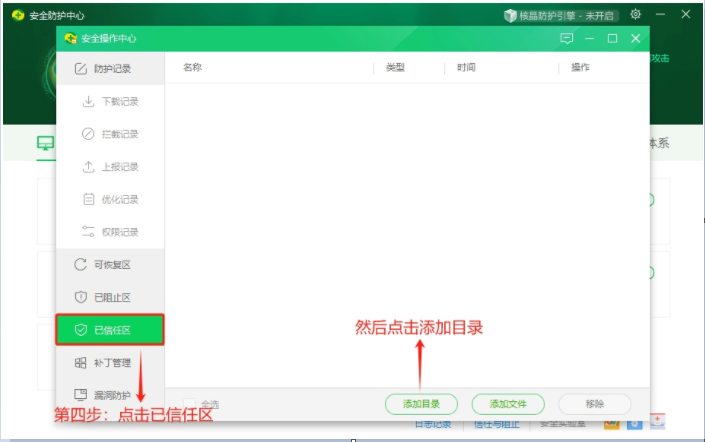 安全防护中心
核晶防护引擎 - 未开启
安全操作中心
攻击
防护记录
名称
类型
时间
操作
下载记录
拦截记录
体系
上报记录
优化记录
权限记录
可恢复区
已阻止区
已信任区
然后点击添加目录
补丁管理
漏洞防护
全选
添加目录
添加文件
移除
第四步：点击已信任区
日志记录
信任与阻止
安全实验室